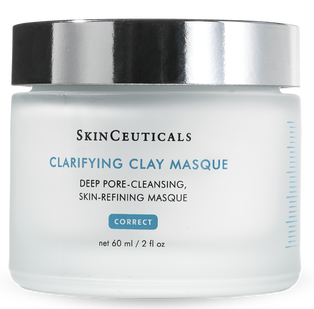 SKINCEUTICALS
CLARIFYING CLAY MASQUE
DEEP PORE-CLEANSING,
SKIN-REFINING MASQUE
CORRECT
net 60 ml / 2 fl oz